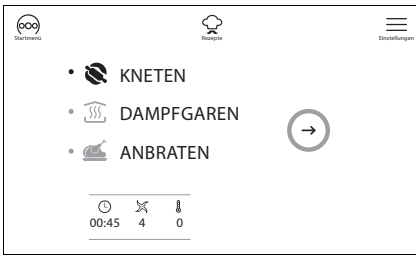 Startmenü
Rezepte
Einstellungen
KNETEN
DAMPFGAREN
ANBRATEN
00:45 4 0